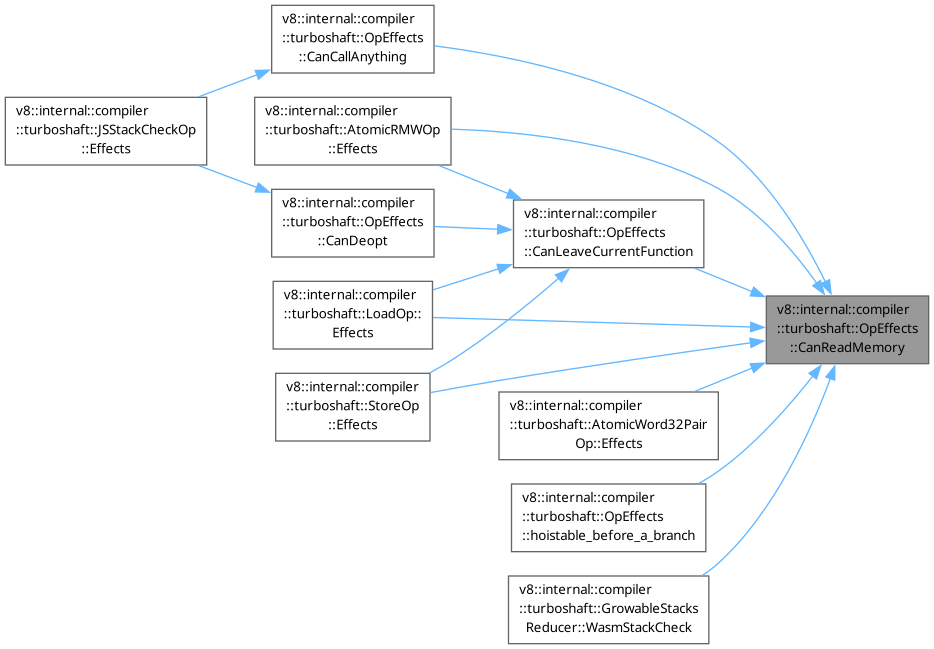 v8::internal::compiler
::turboshaft::OpEffects
::CanCallAnything
v8::internal::compiler
::turboshaft::JSStackCheckOp
::Effects
v8::internal::compiler
::turboshaft::AtomicRMWOp
::Effects
v8::internal::compiler
::turboshaft::OpEffects
::CanDeopt
v8::internal::compiler
::turboshaft::OpEffects
::CanLeaveCurrentFunction
v8::internal::compiler
::turboshaft::LoadOp::
Effects
v8::internal::compiler
::turboshaft::OpEffects
::CanReadMemory
v8::internal::compiler
::turboshaft::StoreOp
::Effects
v8::internal::compiler
::turboshaft::AtomicWord32Pair
Op::Effects
v8::internal::compiler
::turboshaft::OpEffects
::hoistable_before_a_branch
v8::internal::compiler
::turboshaft::GrowableStacks
Reducer::WasmStackCheck